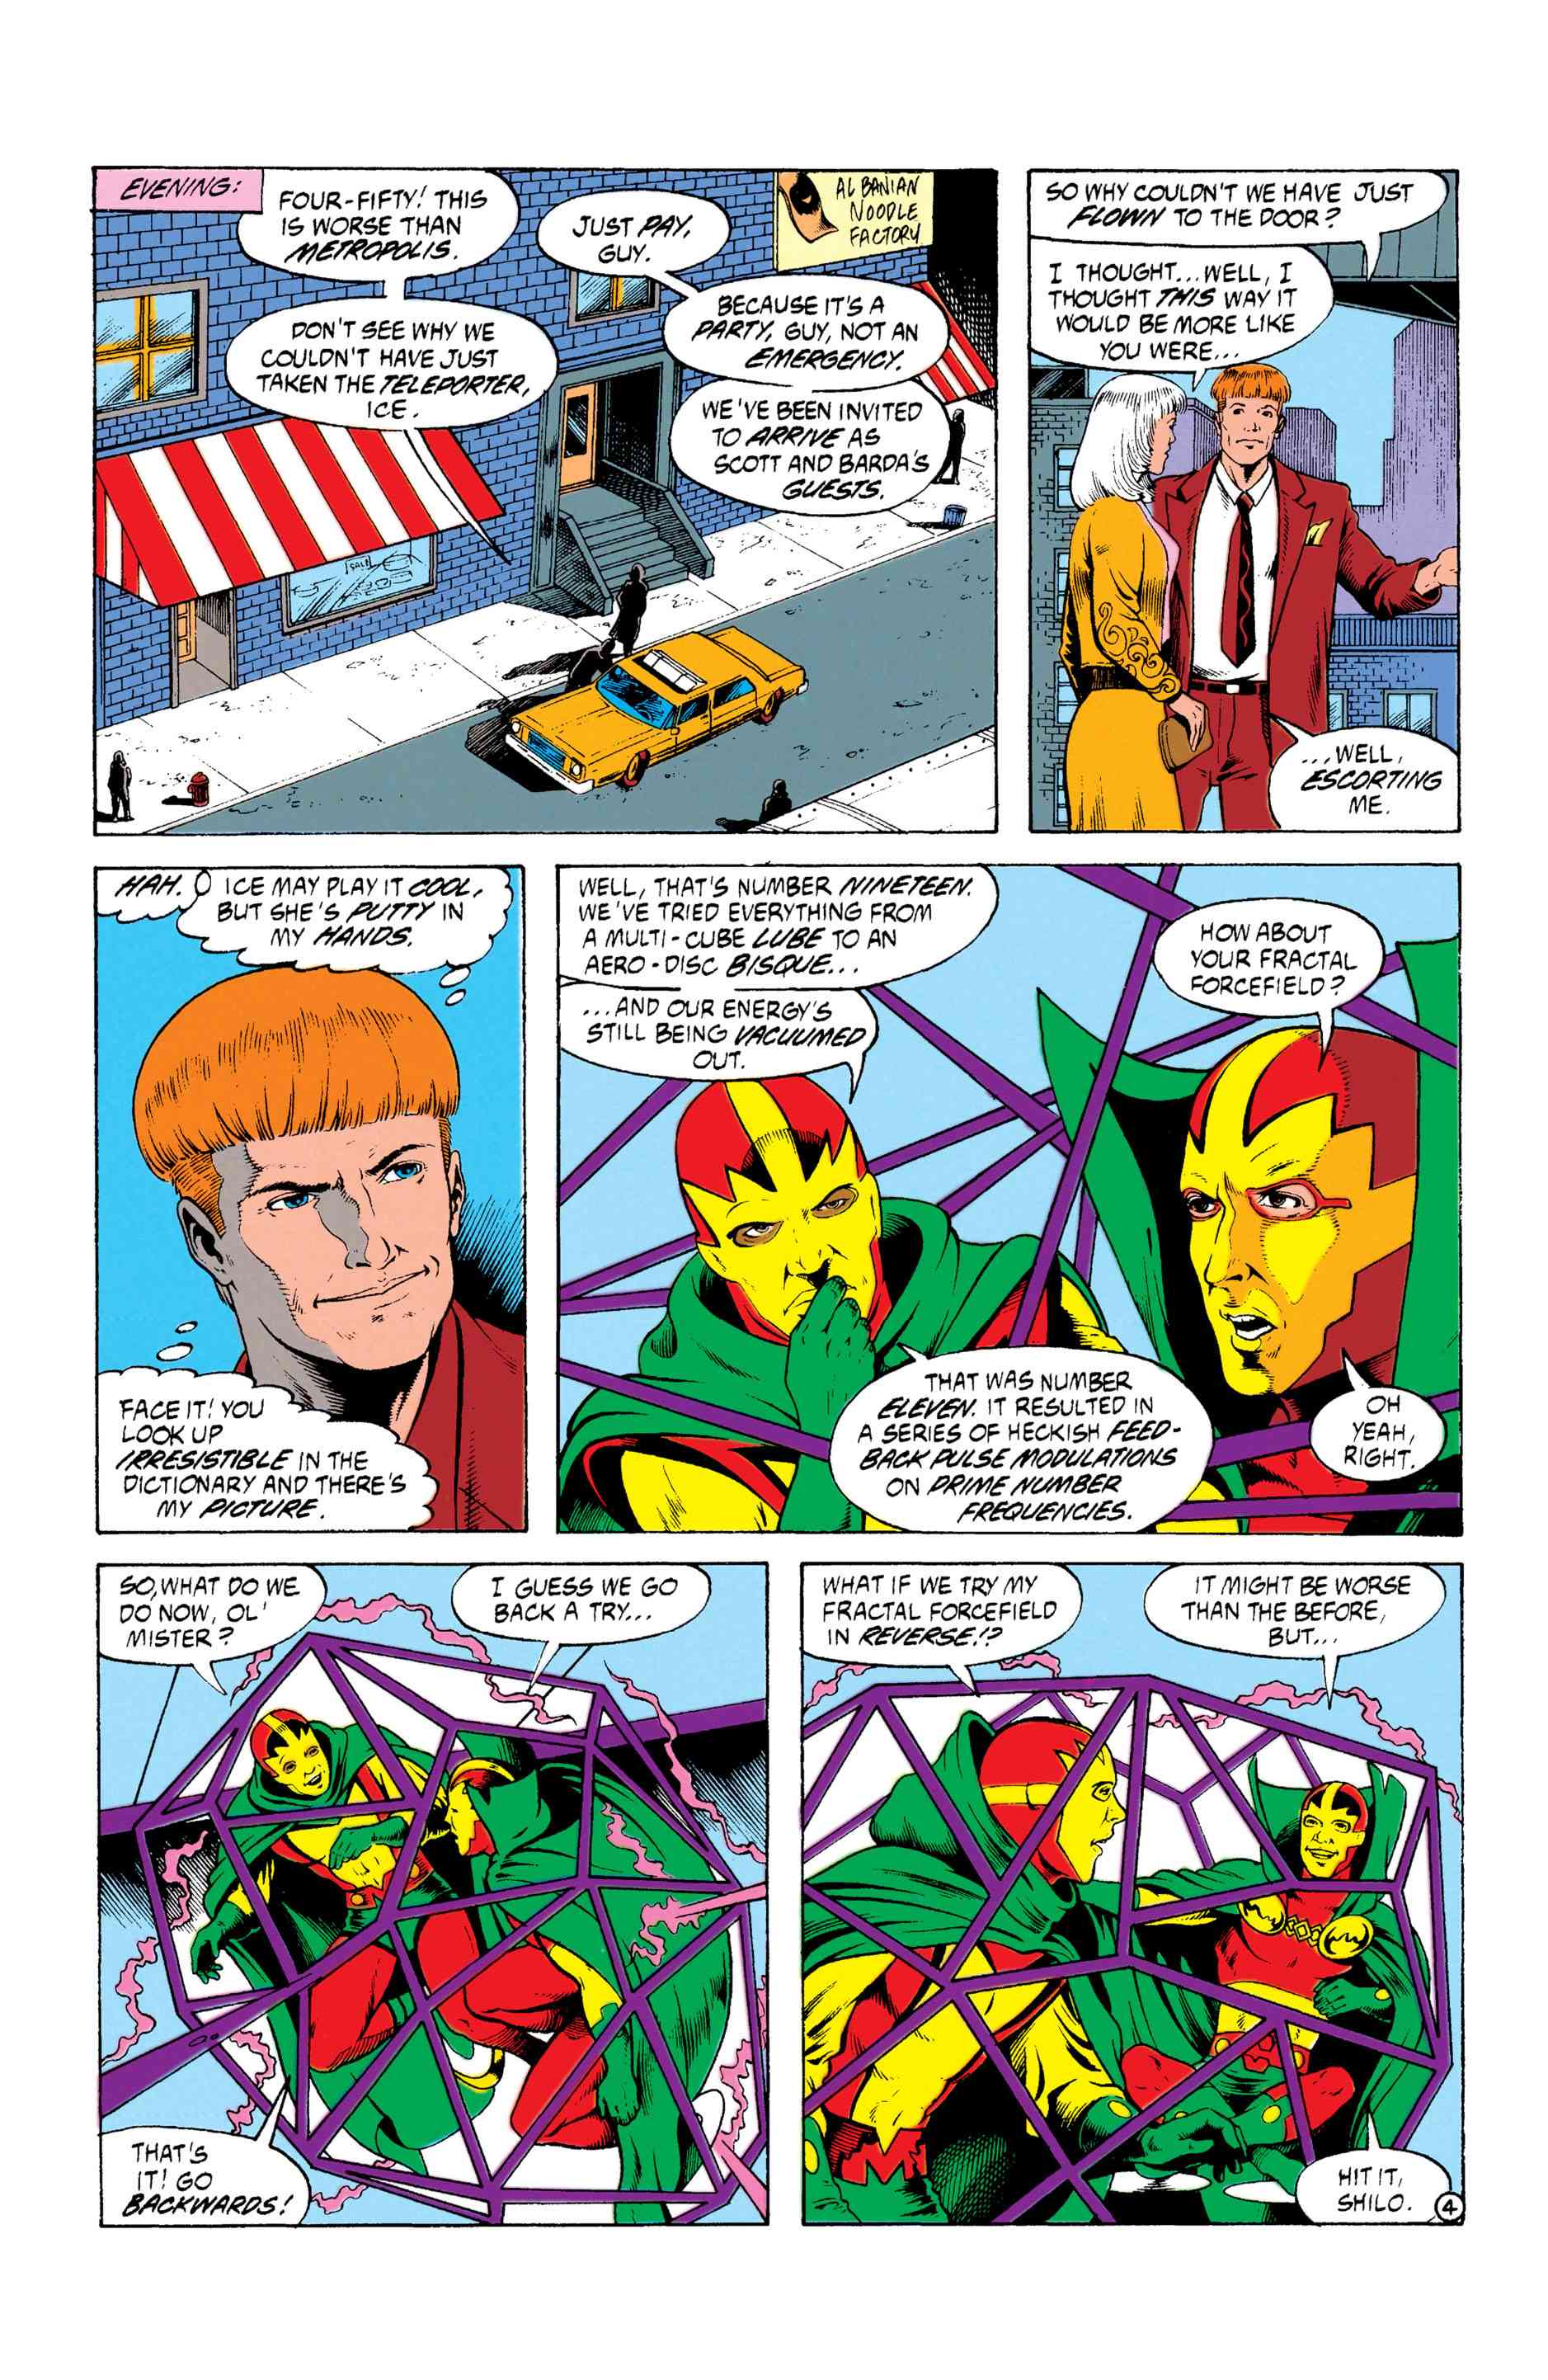 EVENING:
FOUR-FIFTY! THIS
IS WORSE THAN
METROPOLIS.
JUST PAY,
GUY.
ALBANIAN
NOODLE
FACTORY
DON'T SEE WHY WE
COULDN'T HAVE JUST
TAKEN THE TELEPORTER,
ICE.
BECAUSE IT'S A
PARTY, GUY, NOT AN
EMERGENCY.
WE'VE BEEN INVITED
TO ARRIVE AS
SCOTT AND BARDA'S
GUESTS.
SALE
SO WHY COULDN'T WE HAVE JUST
FLOWN TO THE DOOR?
I THOUGHT...WELL, I
THOUGHT THIS WAY IT
WOULD BE MORE LIKE
YOU WERE...
...WELL,
ESCORTING
ME.
HAH. ICE MAY PLAY IT COOL,
BUT SHE'S PUTTY IN
MY HANDS.
FACE IT! YOU
LOOK UP
IRRESISTIBLE IN THE
DICTIONARY AND THERE'S
MY PICTURE.
WELL, THAT'S NUMBER NINETEEN.
WE'VE TRIED EVERYTHING FROM
A MULTI-CUBE LUBE TO AN
AERO-DISC BISQUE...
...AND OUR ENERGY'S
STILL BEING VACUUMED
OUT.
HOW ABOUT
YOUR FRACTAL
FORCEFIELD?
THAT WAS NUMBER
ELEVEN. IT RESULTED IN
A SERIES OF HECKISH FEED-
BACK PULSE MODULATIONS
ON PRIME NUMBER
FREQUENCIES.
OH
YEAH,
RIGHT.
SO, WHAT DO WE
DO NOW, OL'
MISTER?
I GUESS WE GO
BACK A TRY...
THAT'S
IT! GO
BACKWARDS!
WHAT IF WE TRY MY
FRACTAL FORCEFIELD
IN REVERSE!?
IT MIGHT BE WORSE
THAN THE BEFORE,
BUT...
HIT IT,
SHILO.
4